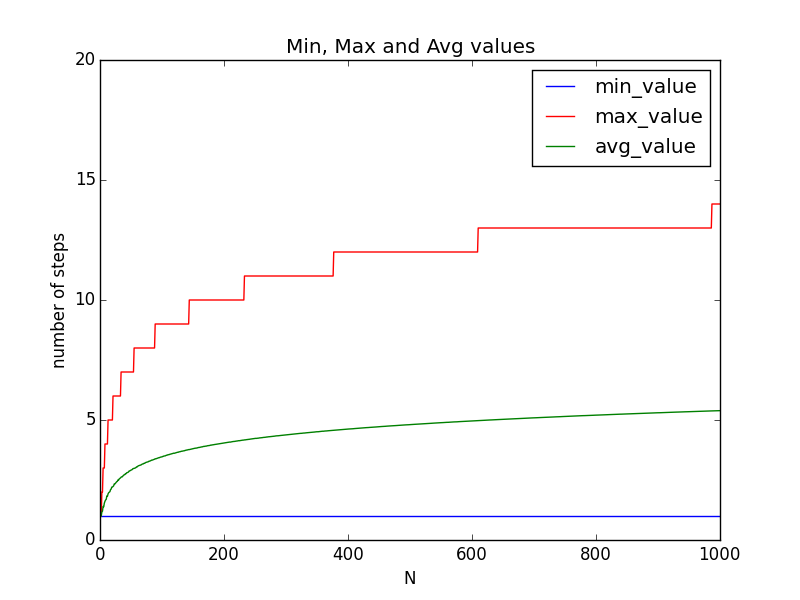 Min, Max and Avg values
min_value
max_value
avg_value
20
15
10
5
0
number of steps
0 200 400 600 800 1000
N